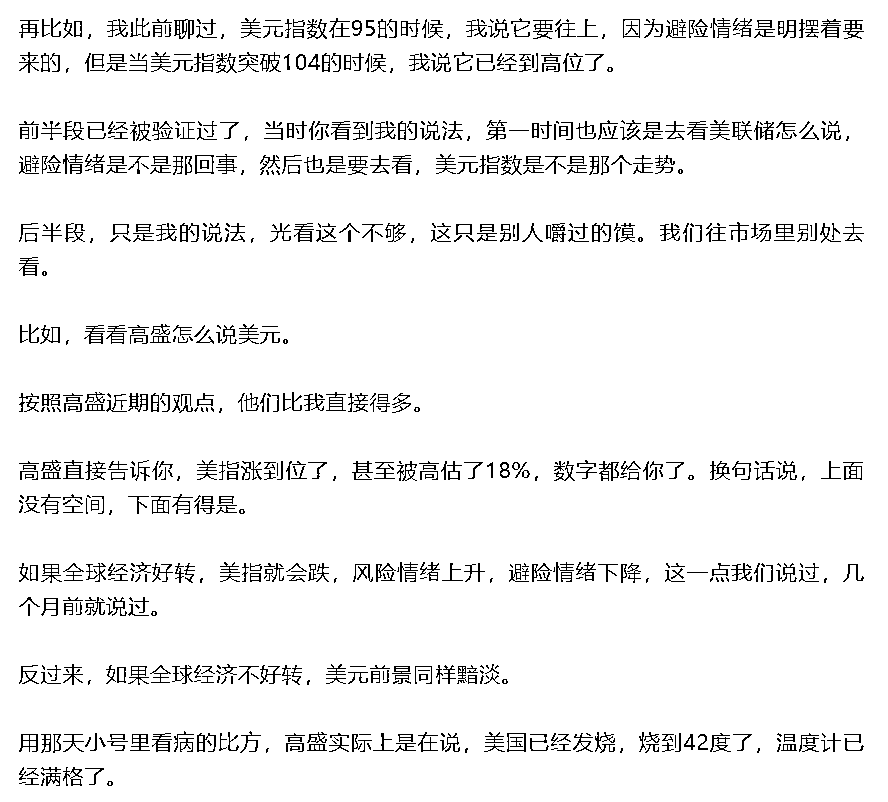 再比如，我此前聊过，美元指数在95的时候，我说它要往上，因为避险情绪是明摆着要
来的，但是当美元指数突破104的时候，我说它已经到高位了。
前半段已经被验证过了，当时你看到我的说法，第一时间也应该是去看美联储怎么说，
避险情绪是不是那回事，然后也是要去看，美元指数是不是那个走势。
后半段，只是我的说法，光看这个不够，这只是别人嚼过的馍。我们往市场里别处去
看。
比如，看看高盛怎么说美元。
按照高盛近期的观点，他们比我直接得多。
高盛直接告诉你，美指涨到位了，甚至被高估了18%，数字都给你了。换句话说，上面
没有空间，下面有得是。
如果全球经济好转，美指就会跌，风险情绪上升，避险情绪下降，这一点我们说过，几
个月前就说过。
反过来，如果全球经济不好转，美元前景同样黯淡。
用那天小号里看病的比方，高盛实际上是在说，美国已经发烧，烧到42度了，温度计已
经满格了。